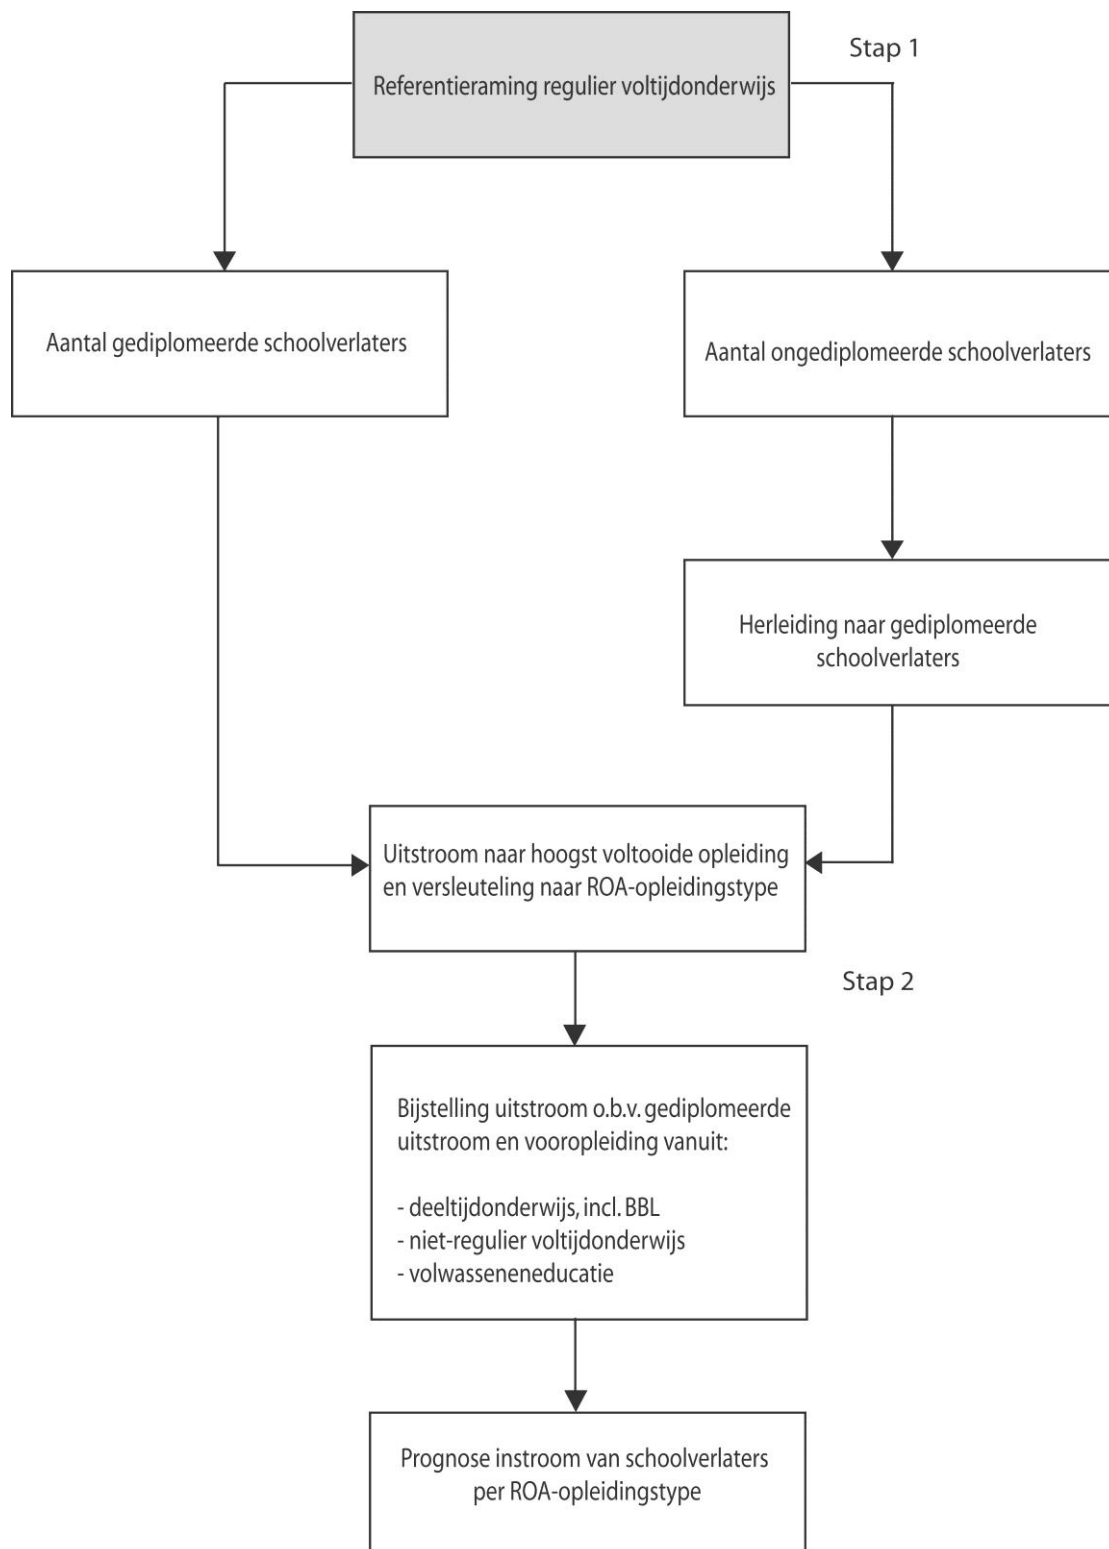 Stap 1
Referentieraming regulier voltijdonderwijs
Aantal gediplomeerde schoolverlaters
Aantal ongediplomeerde schoolverlaters
Herleiding naar gediplomeerde
schoolverlaters
Uitstroom naar hoogst voltooide opleiding
en versleuteling naar ROA-opleidingstype
Stap 2
Bijstelling uitstroom o.b.v. gediplomeerde
uitstroom en vooropleiding vanuit:
- deeltijdonderwijs, incl. BBL
- niet-regulier voltijdonderwijs
- volwasseneneducatie
Prognose instroom van schoolverlaters
per ROA-opleidingstype